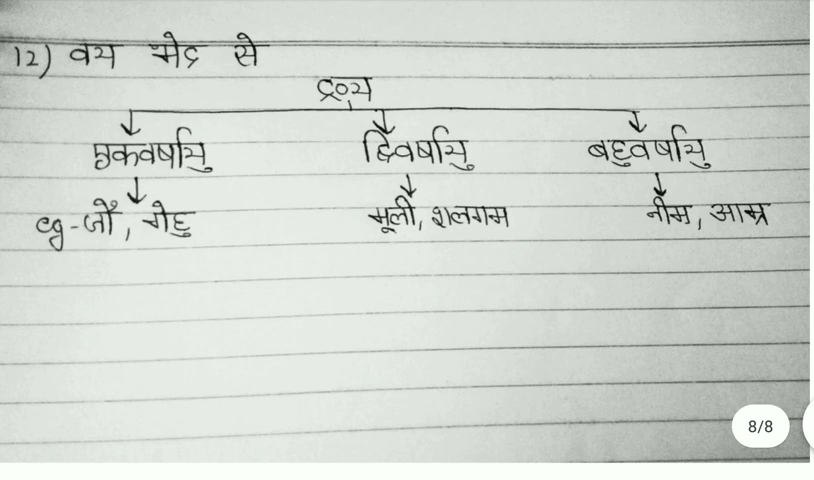 12) वय भेद से
द्रव्य
एकवर्षायु द्विवर्षायु बहुवर्षायु
eg - जौ, गेहु मूली, शलगम नीम, आम्र
8/8